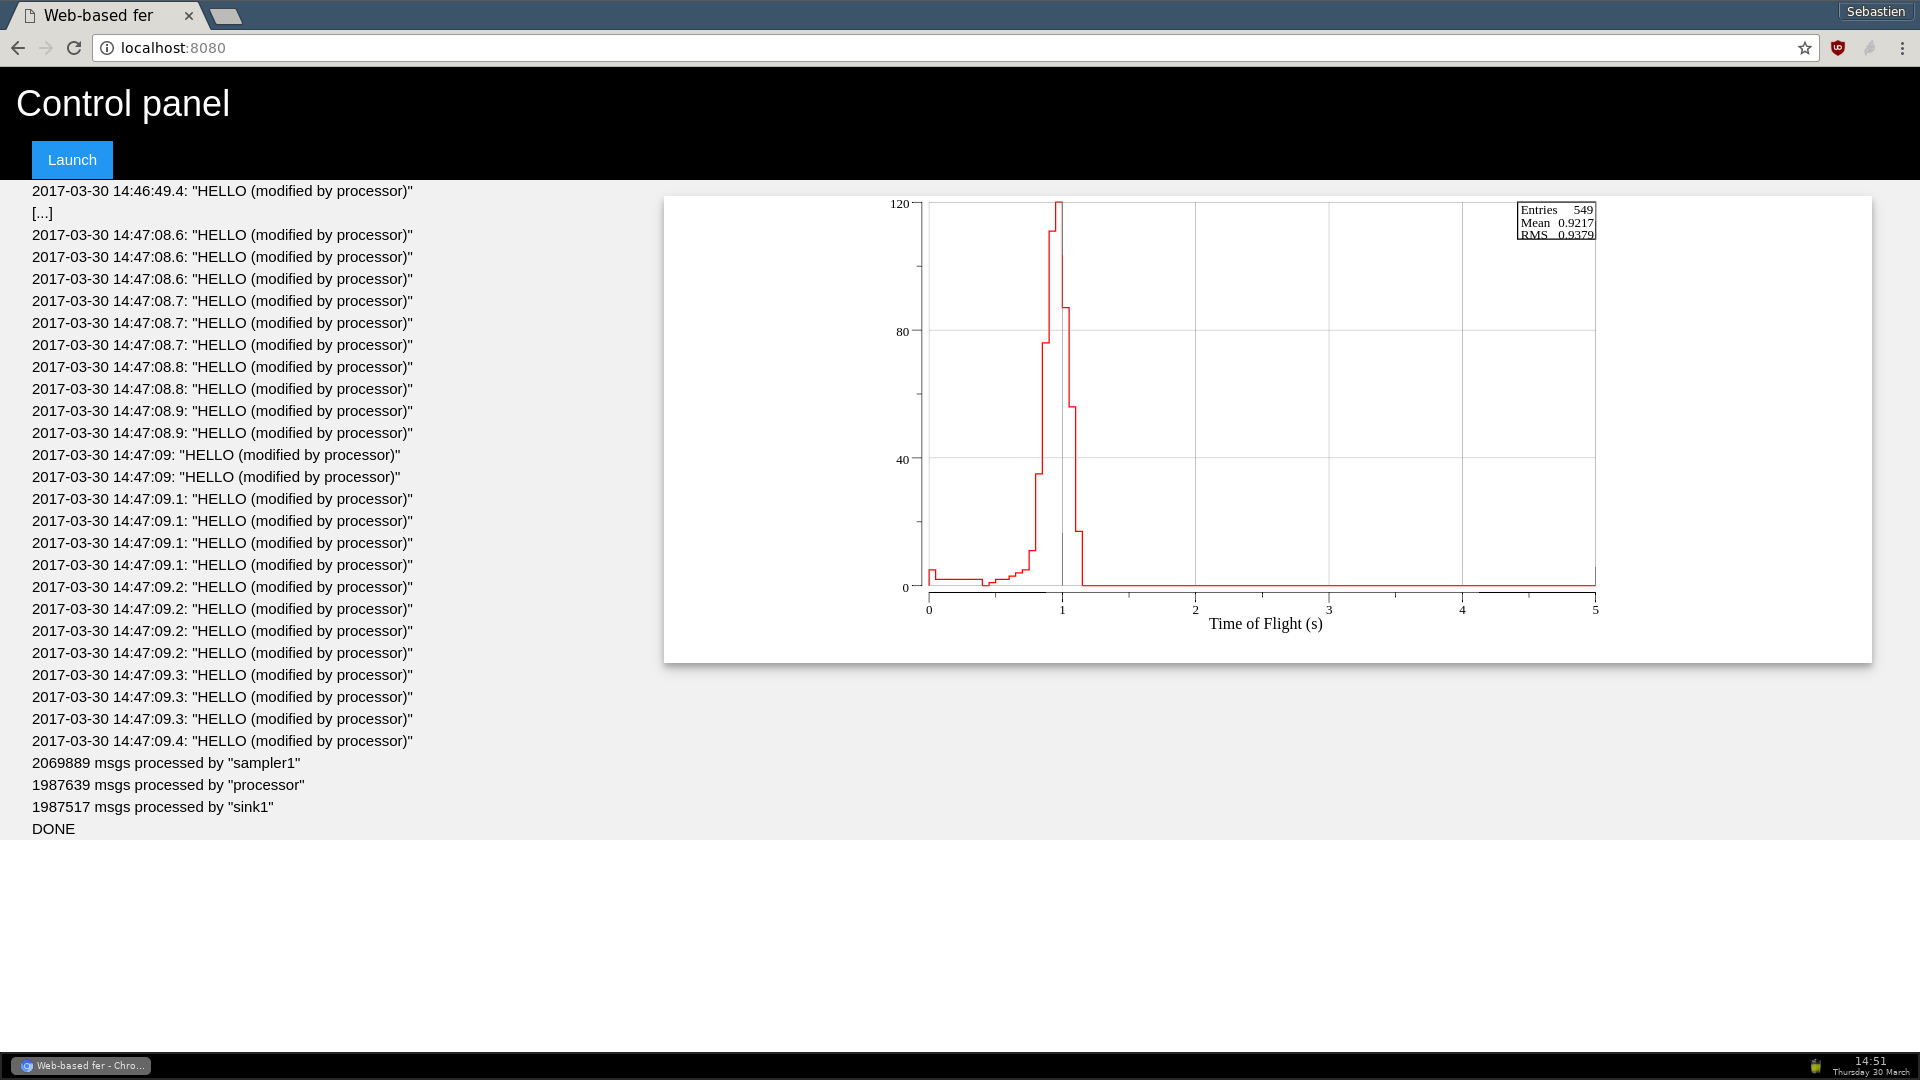 Web-based fer
Sebastien
localhost:8080
Control panel
Launch
2017-03-30 14:46:49.4: "HELLO (modified by processor)"
[...]
2017-03-30 14:47:08.6: "HELLO (modified by processor)"
2017-03-30 14:47:08.6: "HELLO (modified by processor)"
2017-03-30 14:47:08.6: "HELLO (modified by processor)"
2017-03-30 14:47:08.7: "HELLO (modified by processor)"
2017-03-30 14:47:08.7: "HELLO (modified by processor)"
2017-03-30 14:47:08.7: "HELLO (modified by processor)"
2017-03-30 14:47:08.8: "HELLO (modified by processor)"
2017-03-30 14:47:08.8: "HELLO (modified by processor)"
2017-03-30 14:47:08.9: "HELLO (modified by processor)"
2017-03-30 14:47:08.9: "HELLO (modified by processor)"
2017-03-30 14:47:09: "HELLO (modified by processor)"
2017-03-30 14:47:09: "HELLO (modified by processor)"
2017-03-30 14:47:09.1: "HELLO (modified by processor)"
2017-03-30 14:47:09.1: "HELLO (modified by processor)"
2017-03-30 14:47:09.1: "HELLO (modified by processor)"
2017-03-30 14:47:09.1: "HELLO (modified by processor)"
2017-03-30 14:47:09.2: "HELLO (modified by processor)"
2017-03-30 14:47:09.2: "HELLO (modified by processor)"
2017-03-30 14:47:09.2: "HELLO (modified by processor)"
2017-03-30 14:47:09.2: "HELLO (modified by processor)"
2017-03-30 14:47:09.3: "HELLO (modified by processor)"
2017-03-30 14:47:09.3: "HELLO (modified by processor)"
2017-03-30 14:47:09.3: "HELLO (modified by processor)"
2017-03-30 14:47:09.4: "HELLO (modified by processor)"
2069889 msgs processed by "sampler1"
1987639 msgs processed by "processor"
1987517 msgs processed by "sink1"
DONE
120
80
40
0
Entries 549
Mean 0.9217
RMS 0.9379
0 1 2 3 4 5
Time of Flight (s)
Web-based fer - Chro...
14:51
Thursday 30 March